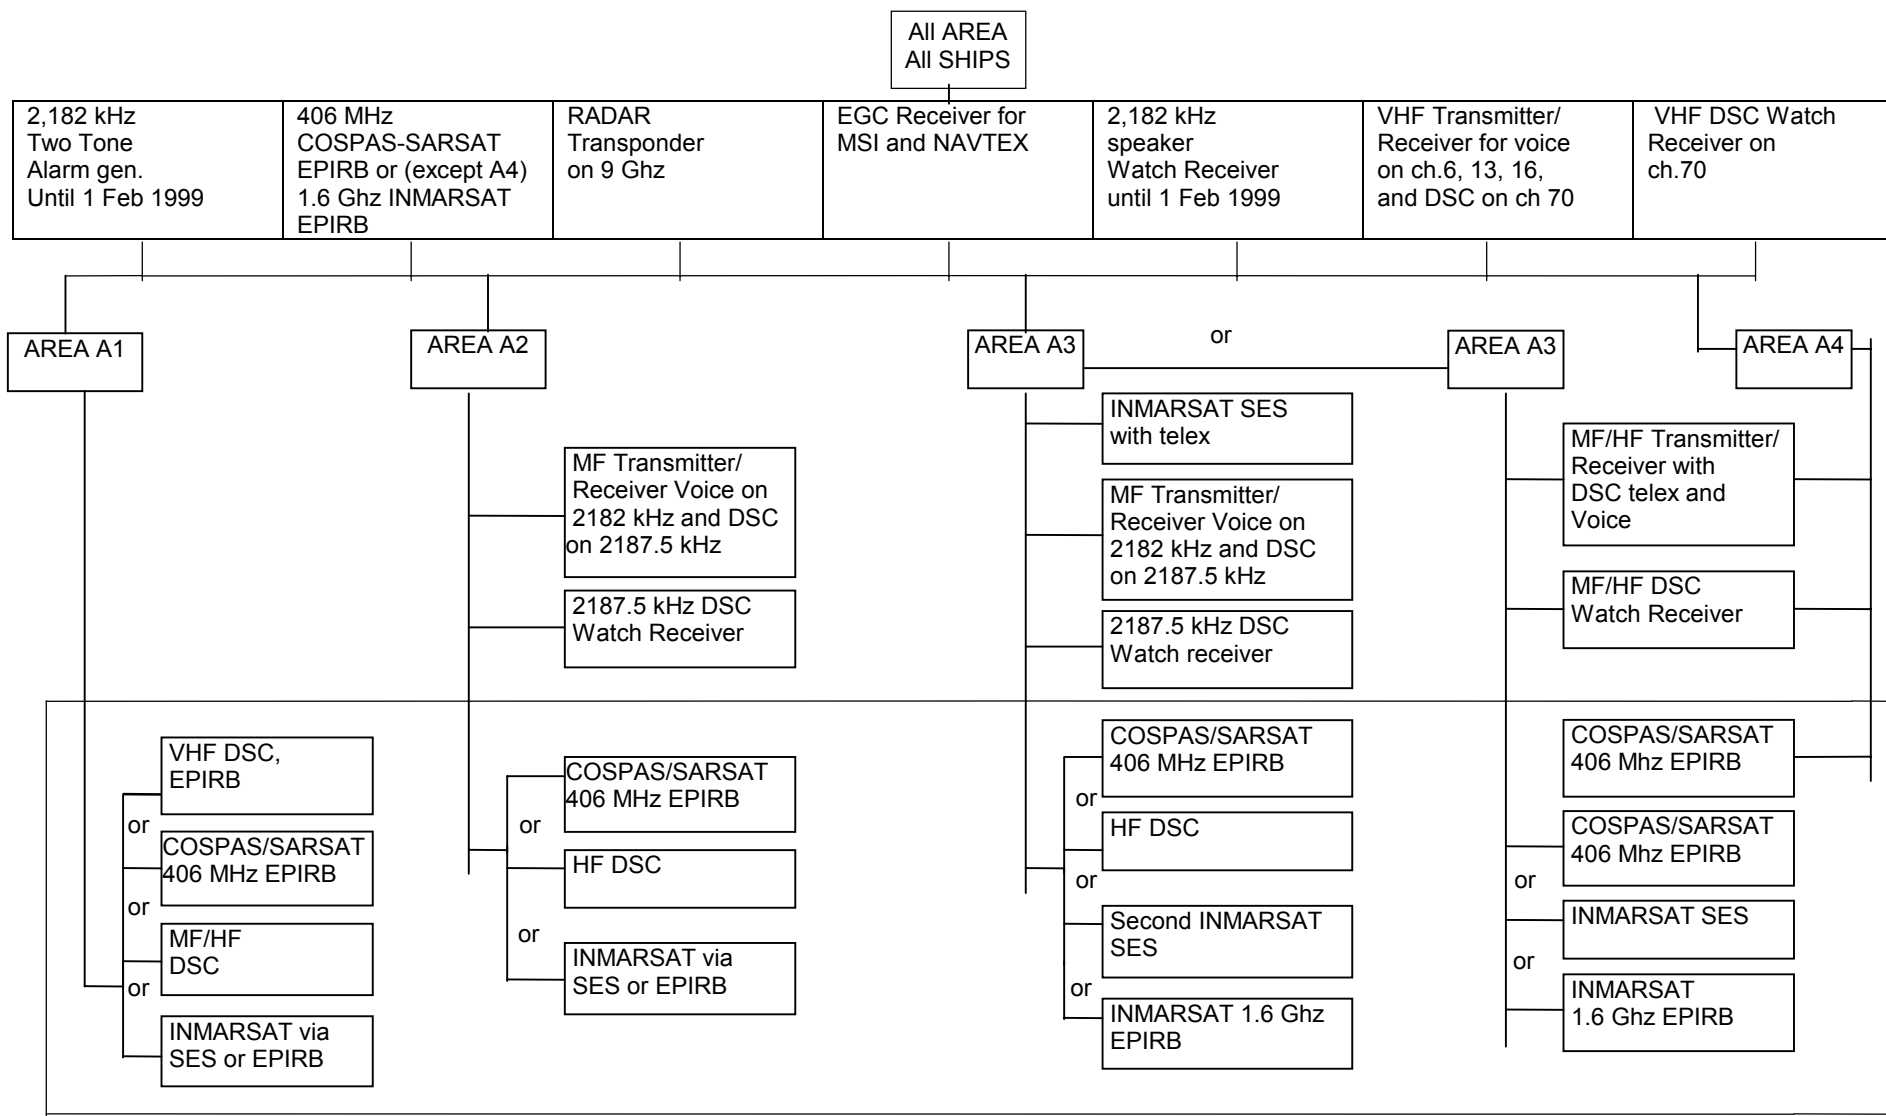 All AREA
All SHIPS
2,182 kHz
Two Tone
Alarm gen.
Until 1 Feb 1999
406 MHz
COSPAS-SARSAT
EPIRB or (except A4)
1.6 Ghz INMARSAT
EPIRB
RADAR
Transponder
on 9 Ghz
EGC Receiver for
MSI and NAVTEX
2,182 kHz
speaker
Watch Receiver
until 1 Feb 1999
VHF Transmitter/
Receiver for voice
on ch.6, 13, 16,
and DSC on ch 70
VHF DSC Watch
Receiver on
ch.70
AREA A1
AREA A2
AREA A3
or
AREA A3
AREA A4
MF Transmitter/
Receiver Voice on
2182 kHz and DSC
on 2187.5 kHz
2187.5 kHz DSC
Watch Receiver
INMARSAT SES
with telex
MF Transmitter/
Receiver Voice on
2182 kHz and DSC
on 2187.5 kHz
2187.5 kHz DSC
Watch receiver
MF/HF Transmitter/
Receiver with
DSC telex and
Voice
MF/HF DSC
Watch Receiver
VHF DSC,
EPIRB
or
COSPAS/SARSAT
406 MHz EPIRB
or
MF/HF
DSC
or
INMARSAT via
SES or EPIRB
COSPAS/SARSAT
406 MHz EPIRB
or
HF DSC
or
INMARSAT via
SES or EPIRB
COSPAS/SARSAT
406 MHz EPIRB
or
HF DSC
or
Second INMARSAT
SES
or
INMARSAT 1.6 Ghz
EPIRB
COSPAS/SARSAT
406 Mhz EPIRB
COSPAS/SARSAT
406 Mhz EPIRB
or
INMARSAT SES
or
INMARSAT
1.6 Ghz EPIRB